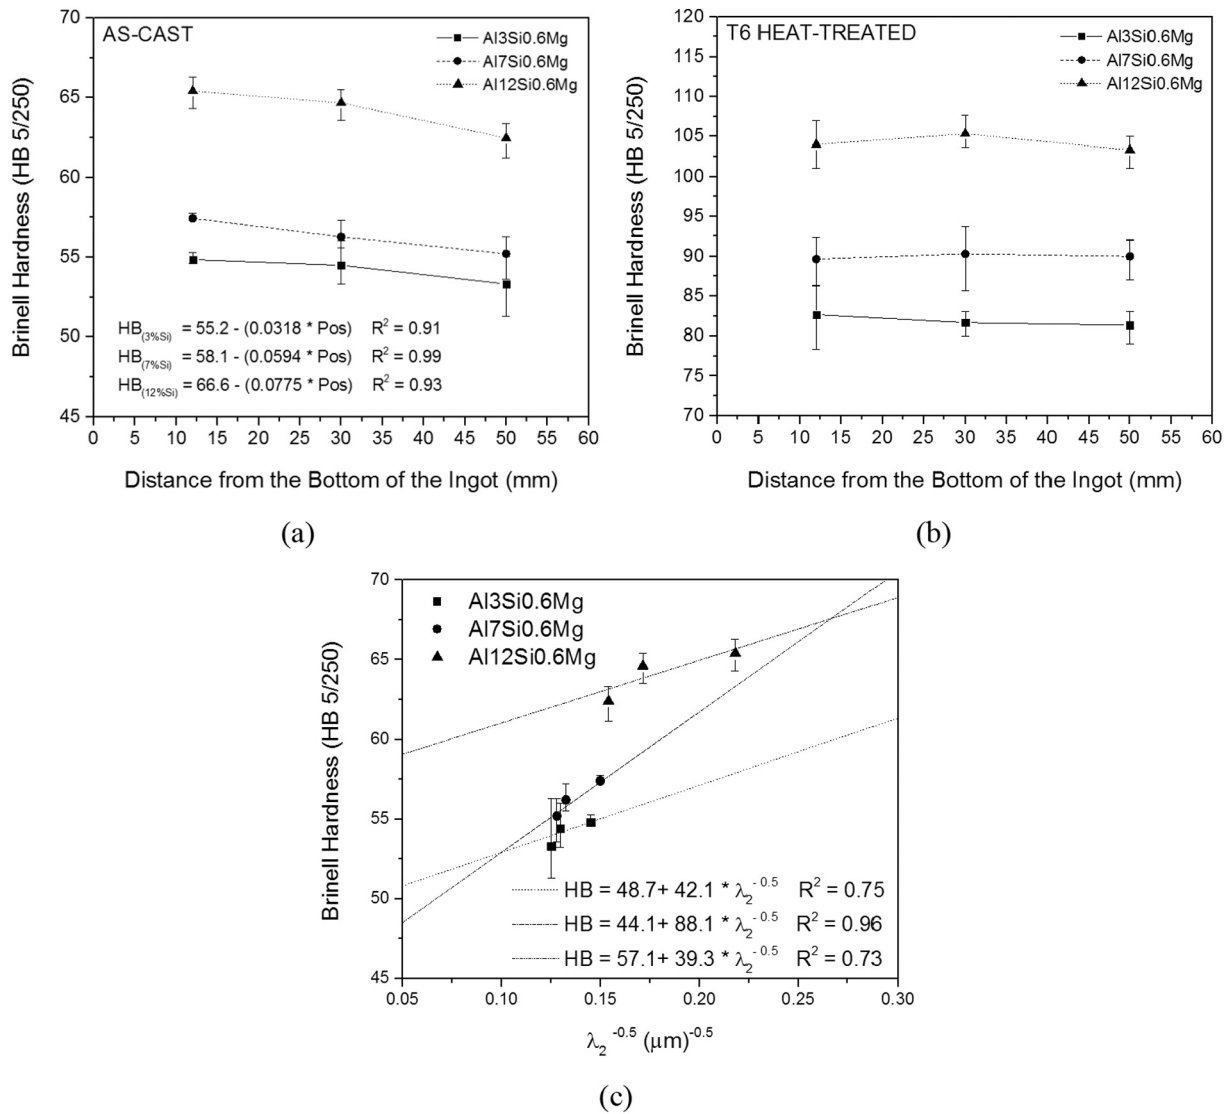 AS-CAST
Al3Si0.6Mg
Al7Si0.6Mg
Al12Si0.6Mg
Brinell Hardness (HB 5/250)
70
65
60
55
50
45
HB(3%Si) = 55.2 - (0.0318 * Pos) R² = 0.91
HB(7%Si) = 58.1 - (0.0594 * Pos) R² = 0.99
HB(12%Si) = 66.6 - (0.0775 * Pos) R² = 0.93
0 5 10 15 20 25 30 35 40 45 50 55 60
Distance from the Bottom of the Ingot (mm)
(a)
T6 HEAT-TREATED
Al3Si0.6Mg
Al7Si0.6Mg
Al12Si0.6Mg
Brinell Hardness (HB 5/250)
120
115
110
105
100
95
90
85
80
75
70
0 5 10 15 20 25 30 35 40 45 50 55 60
Distance from the Bottom of the Ingot (mm)
(b)
Al3Si0.6Mg
Al7Si0.6Mg
Al12Si0.6Mg
Brinell Hardness (HB 5/250)
70
65
60
55
50
45
HB = 48.7+ 42.1 * λ₂^-0.5 R² = 0.75
HB = 44.1+ 88.1 * λ₂^-0.5 R² = 0.96
HB = 57.1+ 39.3 * λ₂^-0.5 R² = 0.73
0.05 0.10 0.15 0.20 0.25 0.30
λ₂^-0.5 (μm)^-0.5
(c)